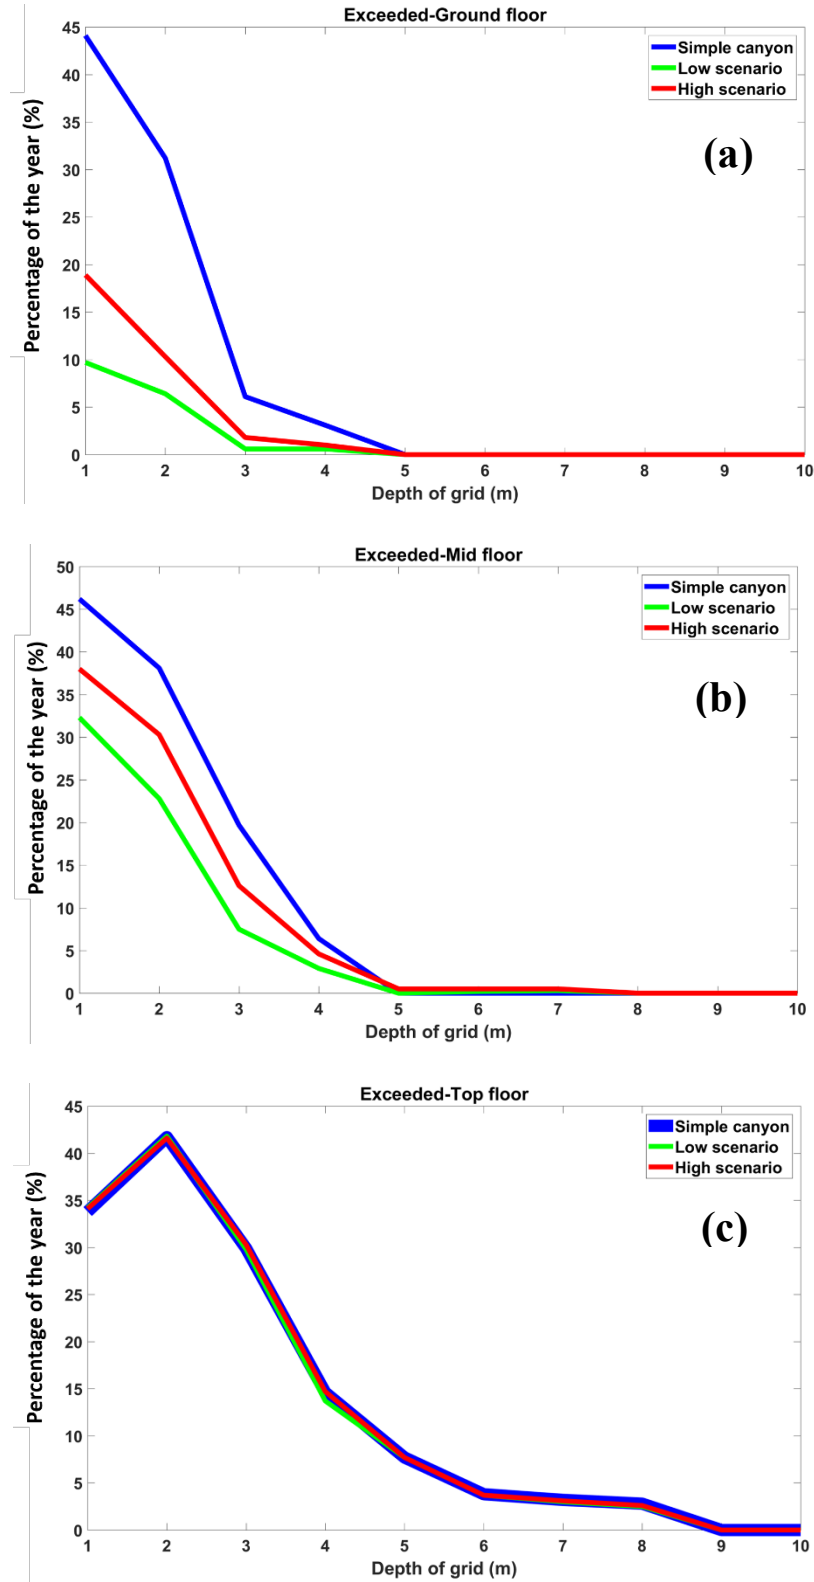 Exceeded-Ground floor
45
40
35
30
25
20
15
10
5
0
Percentage of the year (%)
Simple canyon
Low scenario
High scenario
(a)
1 2 3 4 5 6 7 8 9 10
Depth of grid (m)
Exceeded-Mid floor
50
45
40
35
30
25
20
15
10
5
0
Percentage of the year (%)
Simple canyon
Low scenario
High scenario
(b)
1 2 3 4 5 6 7 8 9 10
Depth of grid (m)
Exceeded-Top floor
45
40
35
30
25
20
15
10
5
0
Percentage of the year (%)
Simple canyon
Low scenario
High scenario
(c)
1 2 3 4 5 6 7 8 9 10
Depth of grid (m)